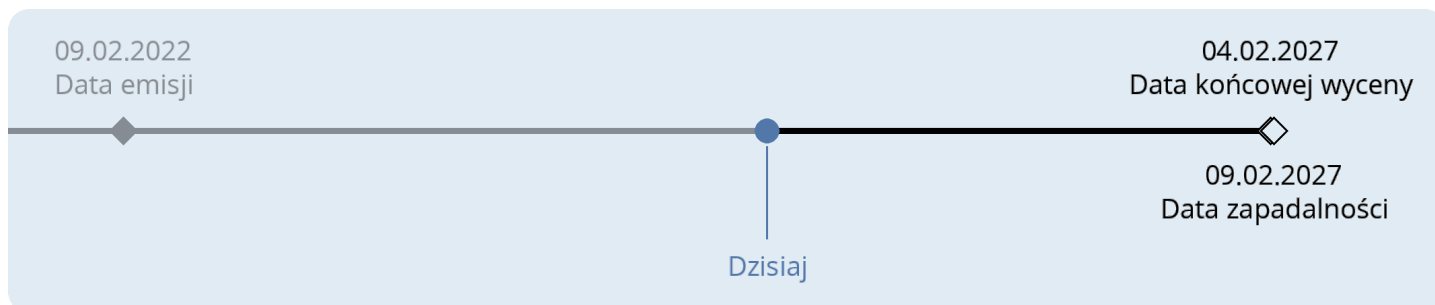 09.02.2022
Data emisji
04.02.2027
Data końcowej wyceny
09.02.2027
Data zapadalności
Dzisiaj